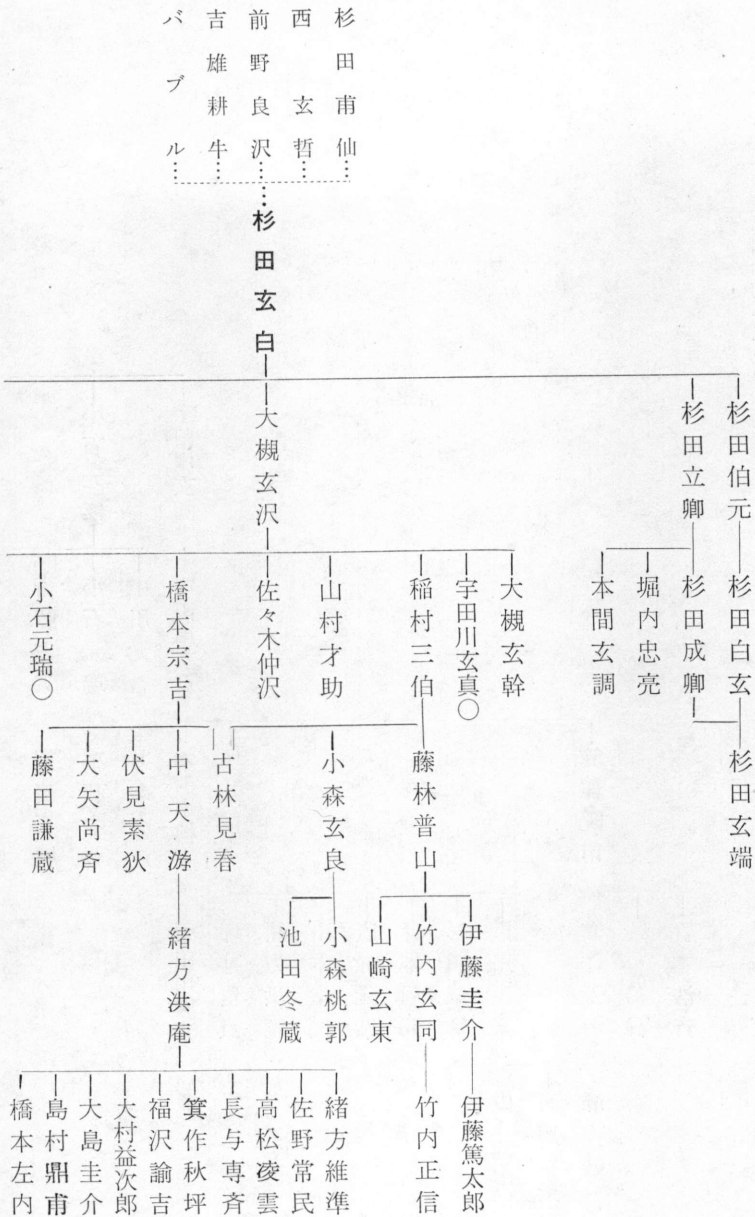 杉田甫仙
西玄哲
前野良沢
吉雄耕牛
バブル
杉田玄白
杉田伯元
杉田立卿
大槻玄沢
杉田白玄
杉田成卿
堀内忠亮
本間玄調
大槻玄幹
宇田川玄真〇
稲村三伯
山村才助
佐々木仲沢
橋本宗吉
小石元瑞〇
杉田玄端
藤林普山
小森玄良
古林見春
中天游
伏見素狄
大矢尚斉
藤田謙蔵
伊藤圭介
竹内玄同
山崎玄東
小森桃郭
池田冬蔵
緒方洪庵
伊藤篤太郎
竹内正信
緒方維準
佐野常民
高松凌雲
長与専斉
箕作秋坪
福沢諭吉
大村益次郎
大島圭介
島村鼎甫
橋本左内